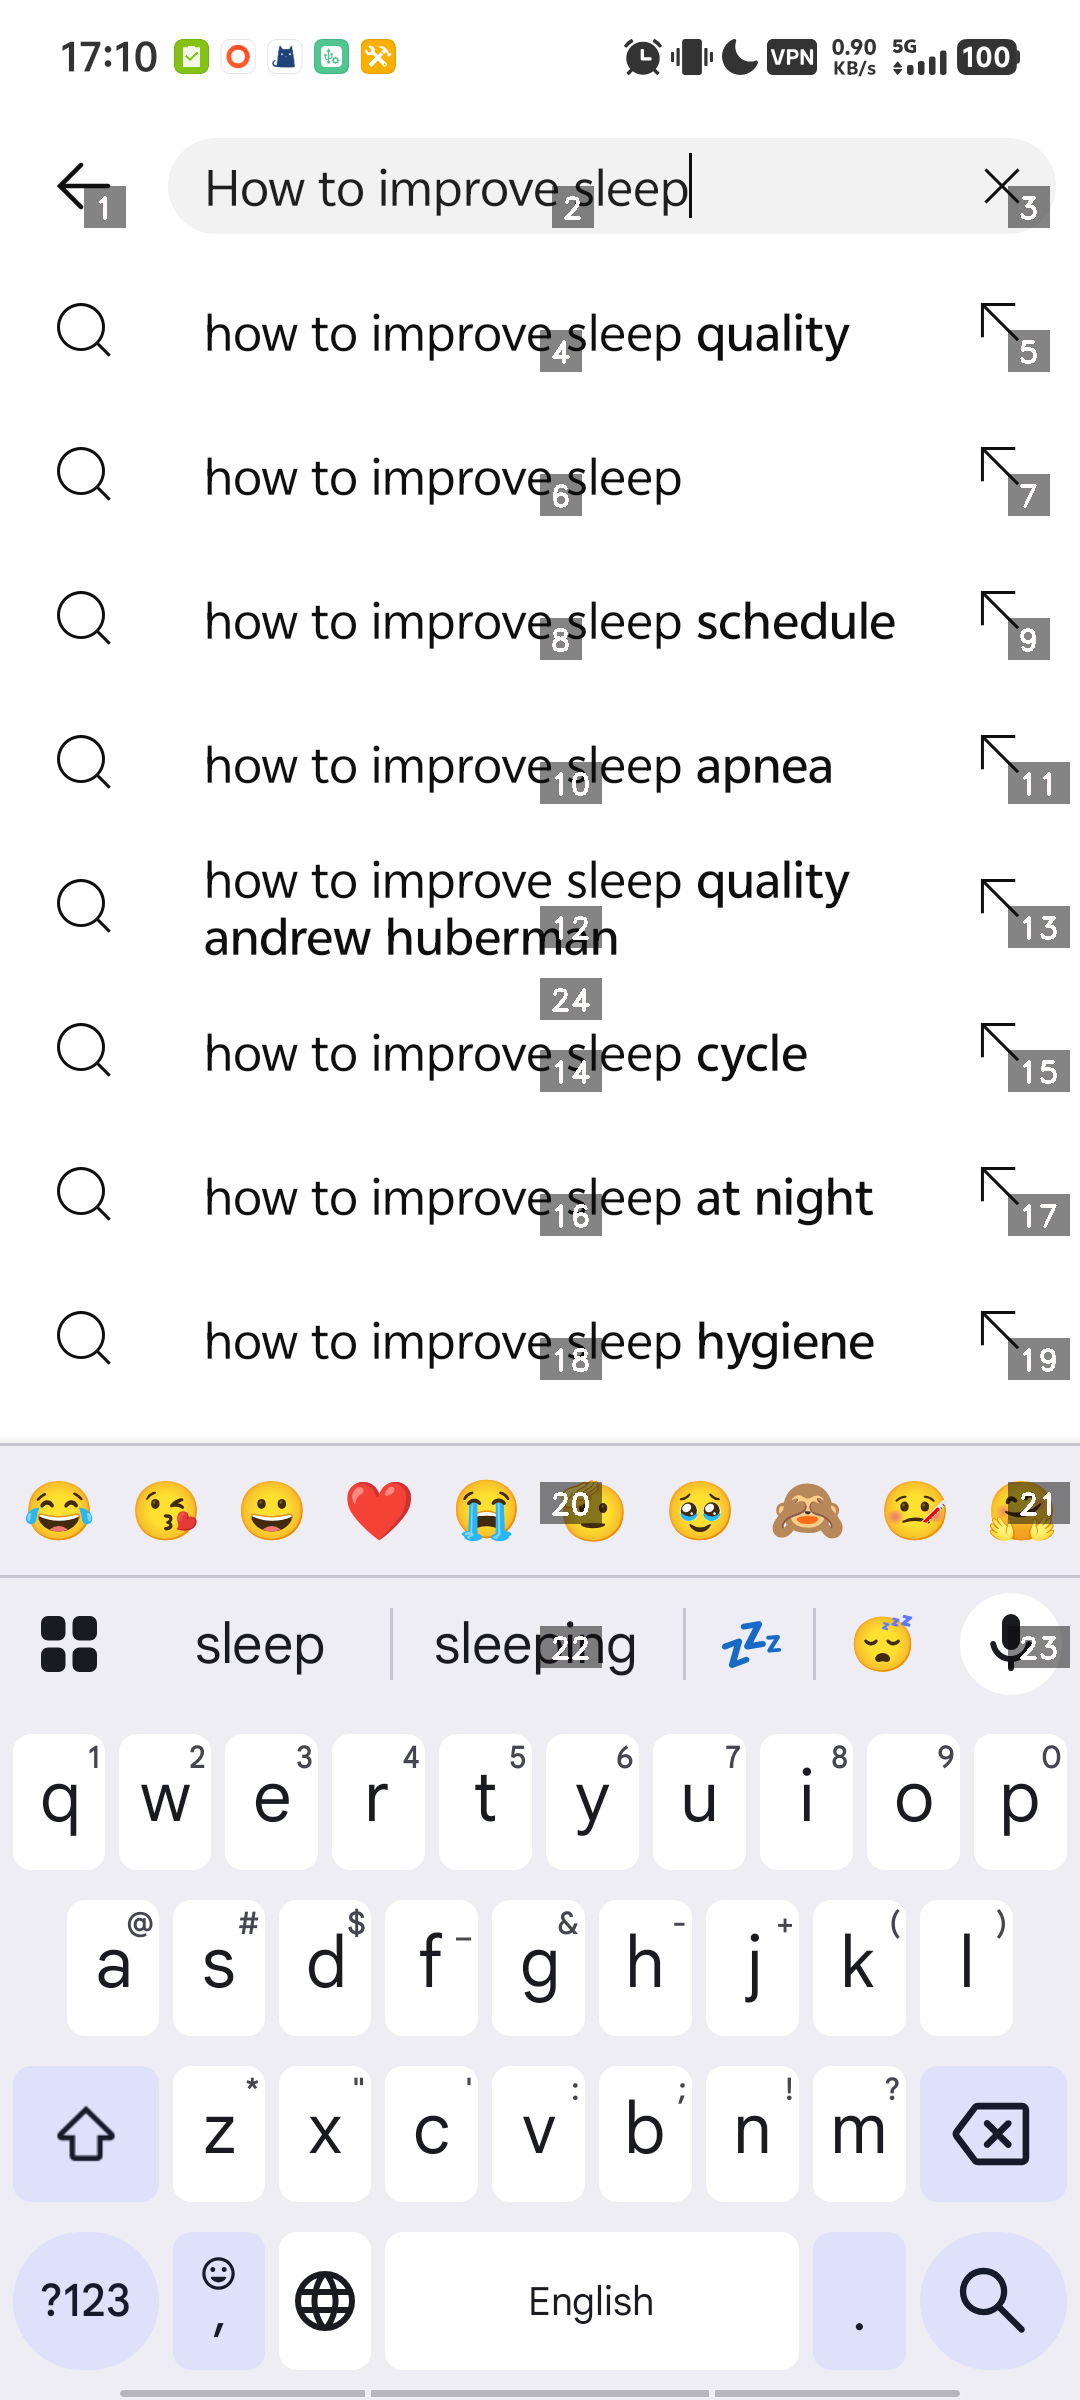 17:10 VPN 0.90 KB/s 5G 100
1
How to improve sleep
2
3
how to improve sleep quality
4
5
how to improve sleep
6
7
how to improve sleep schedule
8
9
how to improve sleep apnea
10
11
how to improve sleep quality
andrew huberman
12
13
24
how to improve sleep cycle
14
15
how to improve sleep at night
16
17
how to improve sleep hygiene
18
19
20
21
sleep sleeping zzz
22
23
1 2 3 4 5 6 7 8 9 0
q w e r t y u i o p
@ # $ _ & - + ( )
a s d f g h j k l
* " ' : ; ! ?
z x c v b n m
?123 , English .